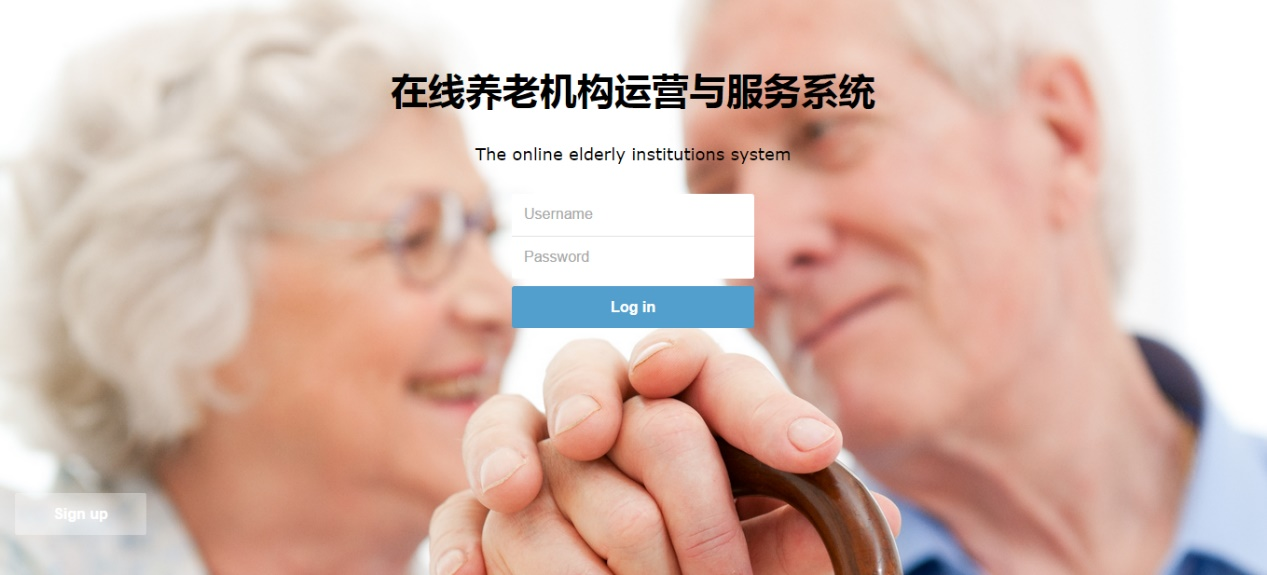 在线养老机构运营与服务系统
The online elderly institutions system
Username
Password
Log in
Sign up